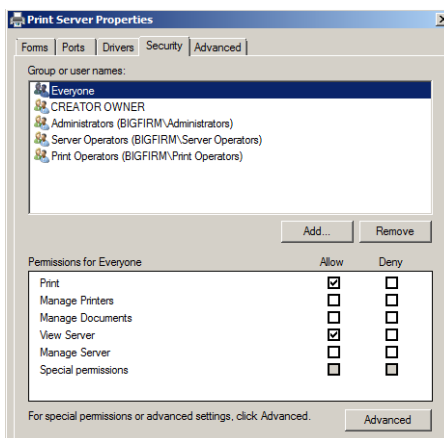 Print Server Properties
Forms Ports Drivers Security Advanced
Group or user names:
Everyone
CREATOR OWNER
Administrators (BIGFIRM\Administrators)
Server Operators (BIGFIRM\Server Operators)
Print Operators (BIGFIRM\Print Operators)
Add... Remove
Permissions for Everyone Allow Deny
Print
Manage Printers
Manage Documents
View Server
Manage Server
Special permissions
For special permissions or advanced settings, click Advanced. Advanced